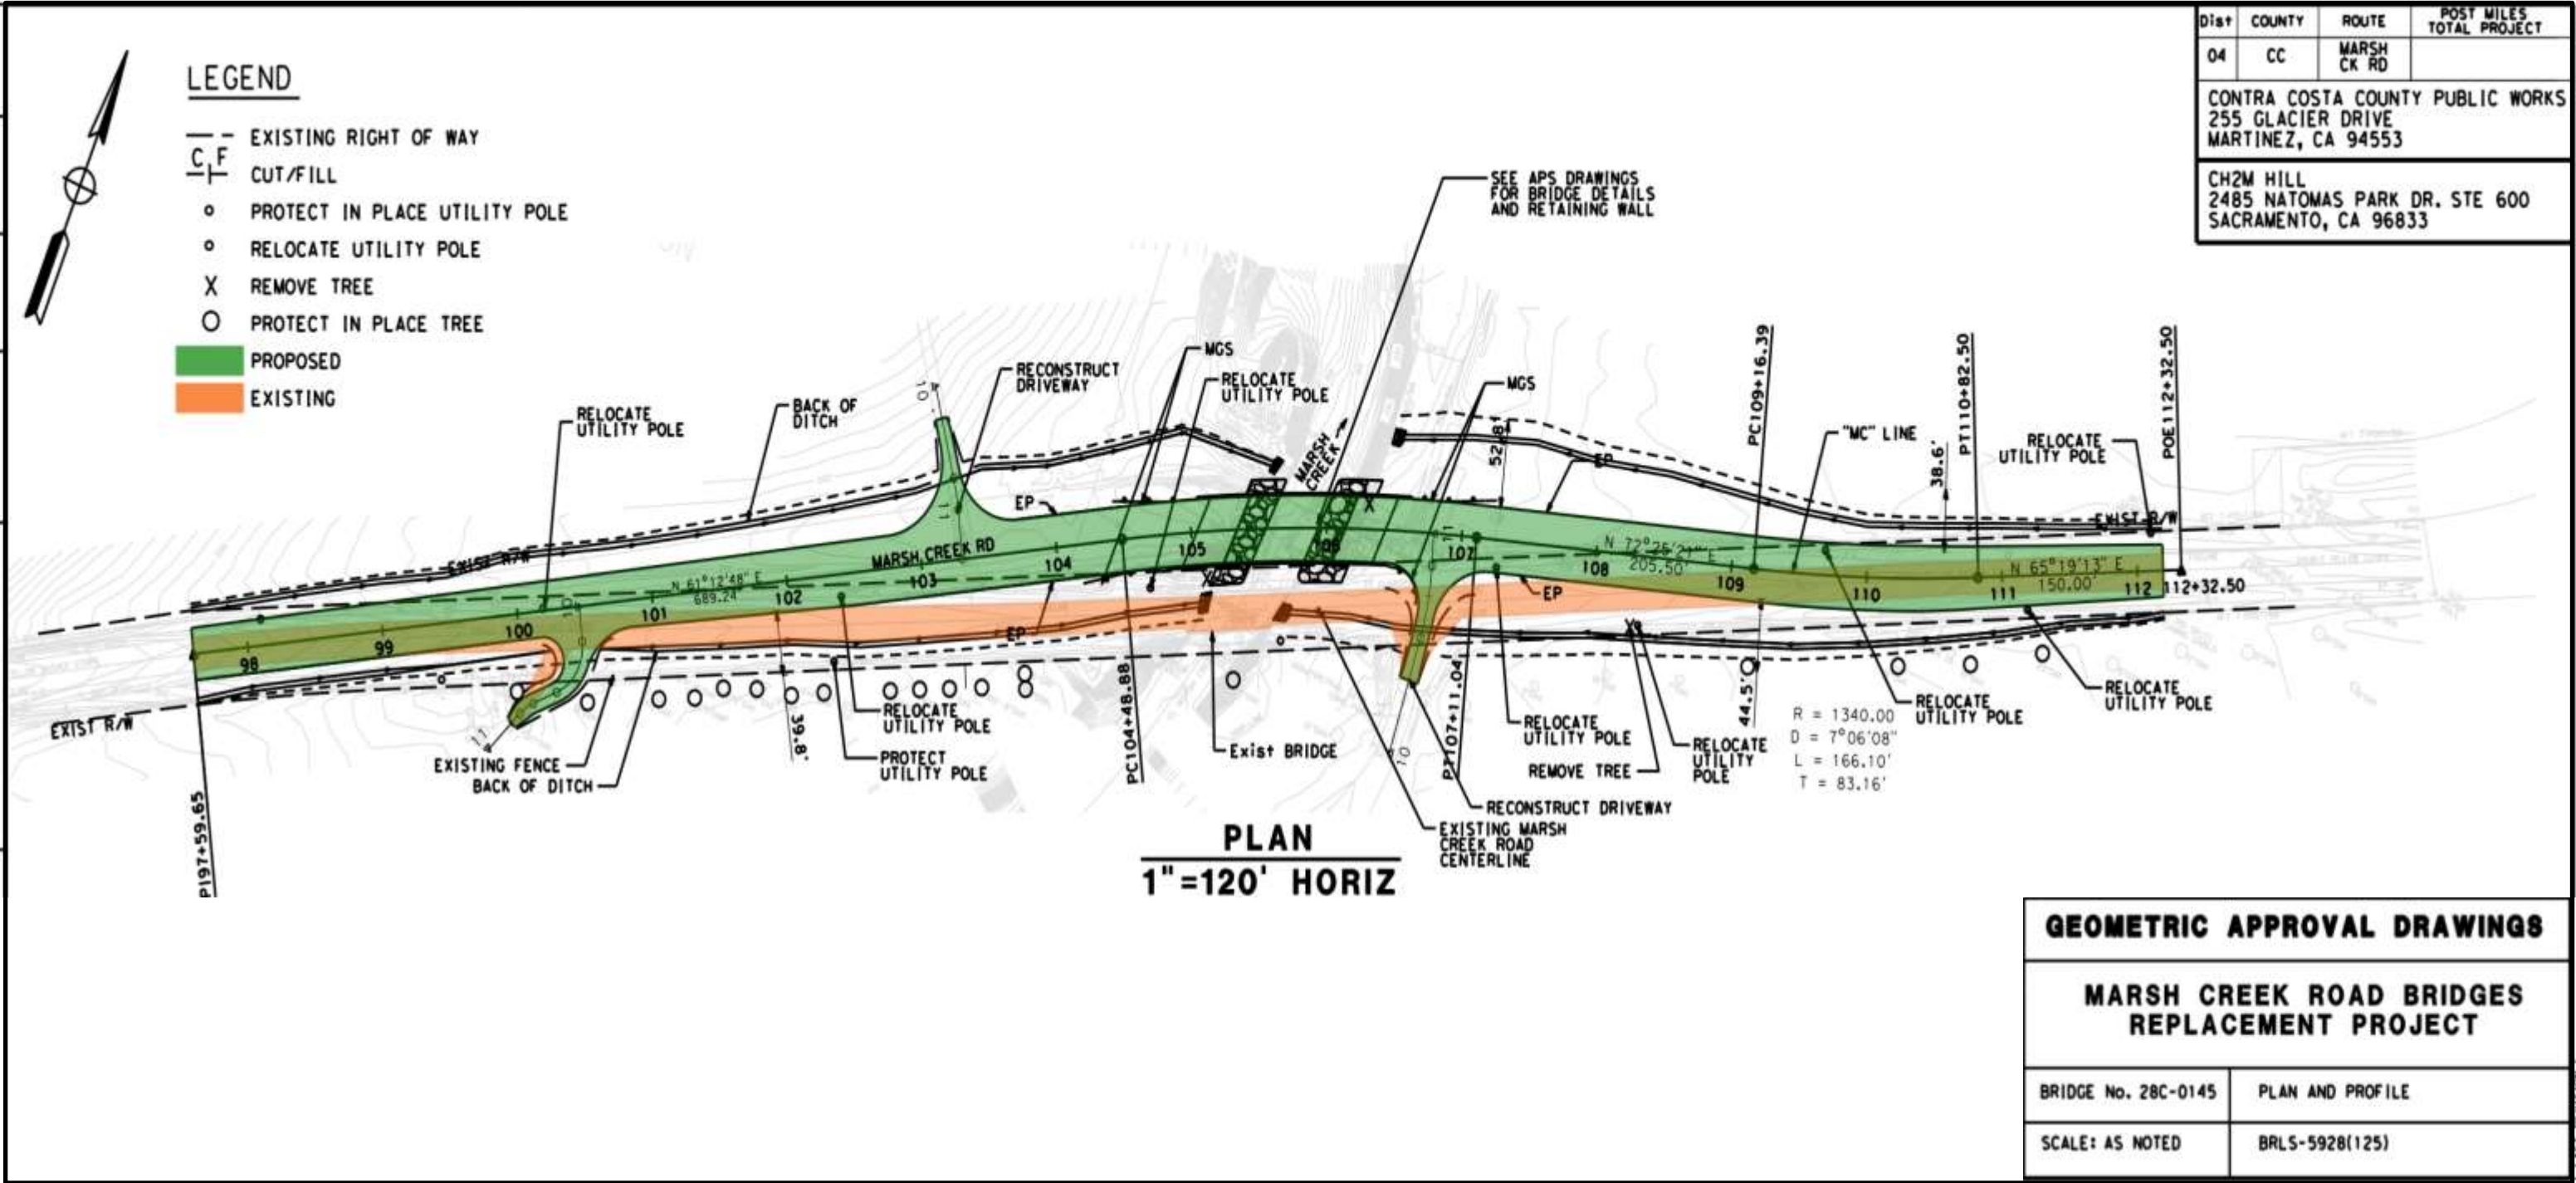 Dist COUNTY ROUTE POST MILES TOTAL PROJECT
04 CC MARSH CK RD
CONTRA COSTA COUNTY PUBLIC WORKS
255 GLACIER DRIVE
MARTINEZ, CA 94553
CH2M HILL
2485 NATOMAS PARK DR. STE 600
SACRAMENTO, CA 96833
LEGEND
EXISTING RIGHT OF WAY
C F
CUT/FILL
PROTECT IN PLACE UTILITY POLE
RELOCATE UTILITY POLE
X REMOVE TREE
PROTECT IN PLACE TREE
PROPOSED
EXISTING
SEE APS DRAWINGS
FOR BRIDGE DETAILS
AND RETAINING WALL
RELOCATE
UTILITY POLE
BACK OF
DITCH
10
RECONSTRUCT
DRIVEWAY
MGS
RELOCATE
UTILITY POLE
MARSH
CREEK
MGS
52.8'
EP
PC109+16.39
"MC" LINE
38.6'
PT110+82.50
RELOCATE
UTILITY POLE
POE112+32.50
EXIST R/W
EXIST R/W
EP
11
MARSH CREEK RD
N 61°12'48" E
689.24'
N 72°25'21" E
205.50'
N 65°19'13" E
150.00'
98
99
100
101
102
103
104
105
106
107
108
109
110
111
112
112+32.50
10
11
EP
EP
X
X
X
EXIST R/W
11
EXISTING FENCE
BACK OF DITCH
39.8'
RELOCATE
UTILITY POLE
PROTECT
UTILITY POLE
PC104+48.88
Exist BRIDGE
10
PT107+11.04
RELOCATE
UTILITY POLE
REMOVE TREE
RELOCATE
UTILITY
POLE
44.5'
R = 1340.00
D = 7°06'08"
L = 166.10'
T = 83.16'
RELOCATE
UTILITY POLE
RELOCATE
UTILITY POLE
RECONSTRUCT DRIVEWAY
EXISTING MARSH
CREEK ROAD
CENTERLINE
PI97+59.65
PLAN
1"=120' HORIZ
GEOMETRIC APPROVAL DRAWINGS
MARSH CREEK ROAD BRIDGES
REPLACEMENT PROJECT
BRIDGE No. 28C-0145 PLAN AND PROFILE
SCALE: AS NOTED BRLS-5928(125)